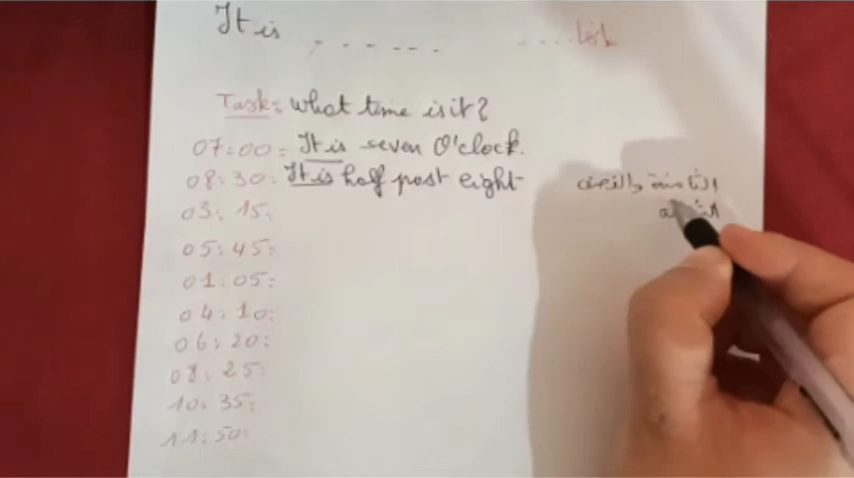 It is
Task: what time is it?
07:00: It is seven O'clock.
08:30: It is half past eight
الثامنة والنصف
03:15:
05:45:
01:05:
04:10:
06:20:
08:25:
10:35:
11:50: